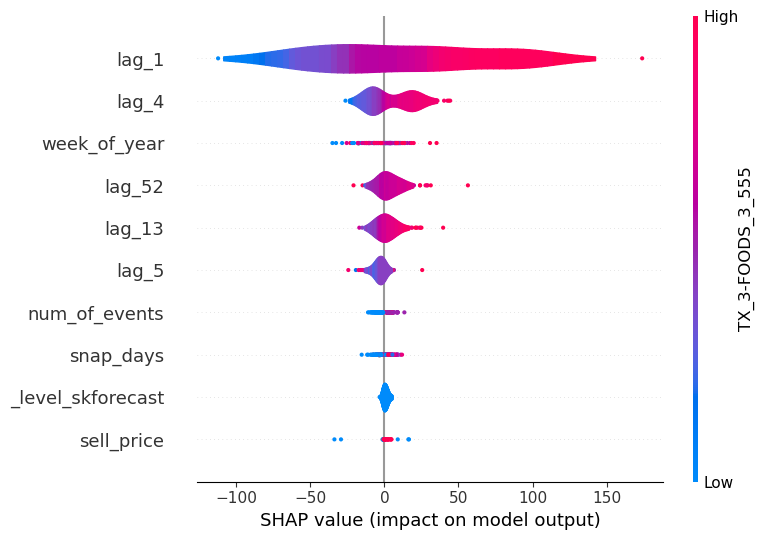 High
lag_1
lag_4
week_of_year
lag_52
lag_13
lag_5
num_of_events
snap_days
_level_skforecast
sell_price
TX_3-FOODS_3_555
Low
−100 −50 0 50 100 150
SHAP value (impact on model output)